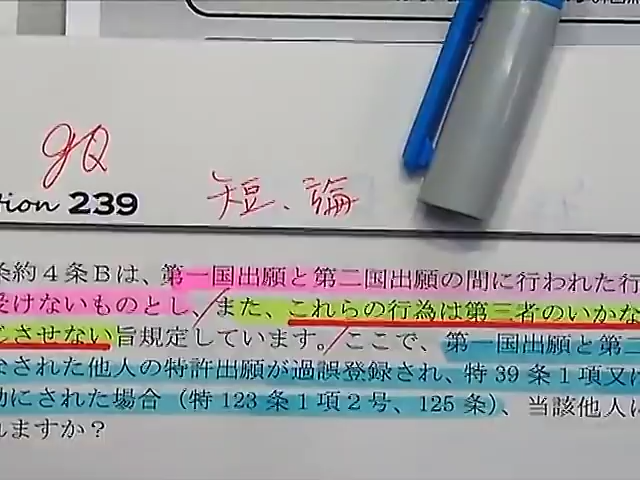 gQ
tion 239 短、論
条約4条Bは、第一国出願と第二国出願の間に行われた行
受けないものとし、また、これらの行為は第三者のいかな
じさせない旨規定しています。ここで、第一国出願と第二
なされた他人の特許出願が過誤登録され、特39条1項又は
効にされた場合（特123条1項2号、125条）、当該他人に
れますか？